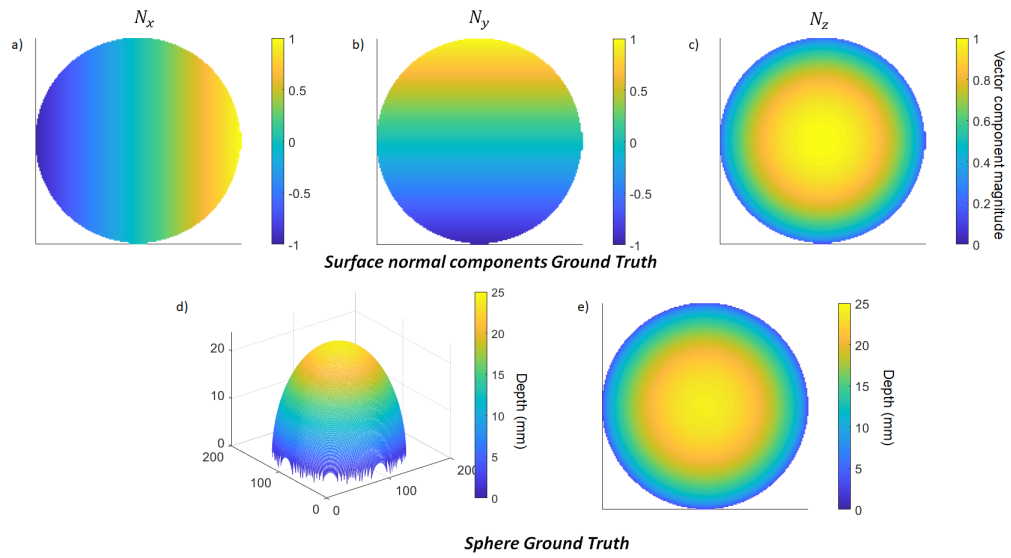 Nx Ny Nz
a) 1 0.5 0 -0.5 -1
b) 1 0.5 0 -0.5 -1
c) 1 0.8 0.6 0.4 0.2 0 Vector component magnitude
Surface normal components Ground Truth
d) 20 10 0 200 100 0 0 100 200 25 20 15 10 5 0 Depth (mm)
e) 25 20 15 10 5 0 Depth (mm)
Sphere Ground Truth